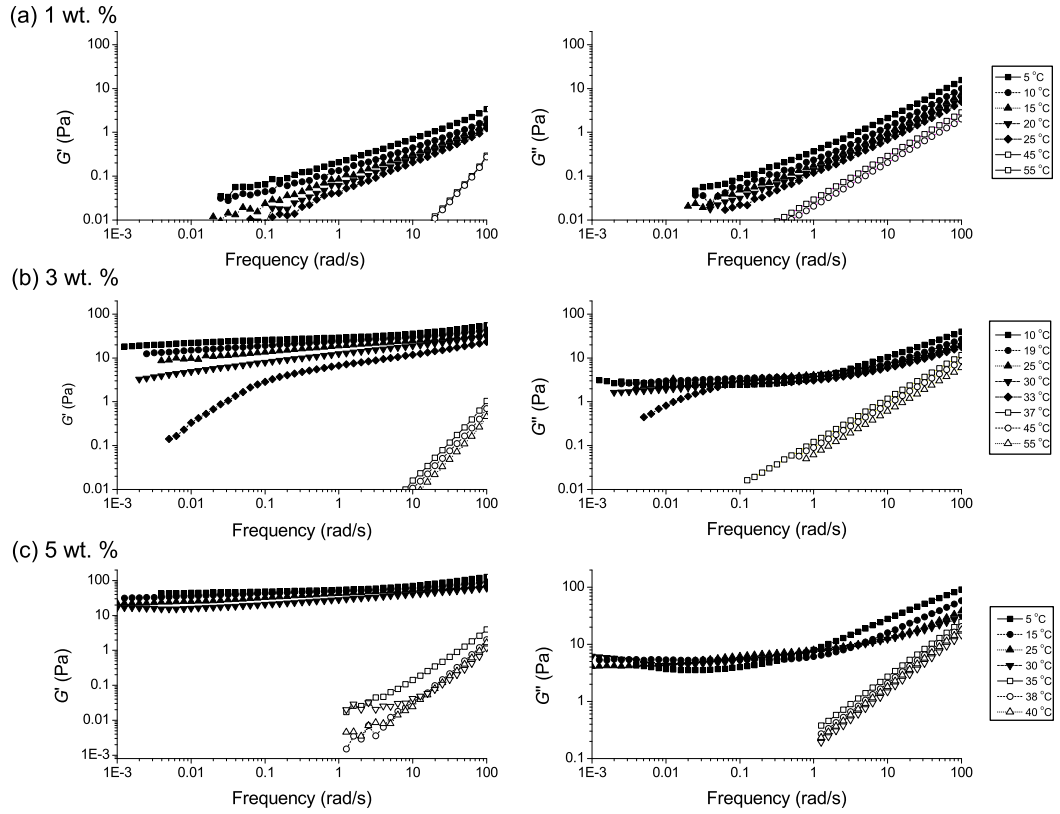 (a) 1 wt. %
G' (Pa)
100
10
1
0.1
0.01
1E-3 0.01 0.1 1 10 100
Frequency (rad/s)
G'' (Pa)
100
10
1
0.1
0.01
1E-3 0.01 0.1 1 10 100
Frequency (rad/s)
5 °C
10 °C
15 °C
20 °C
25 °C
45 °C
55 °C
(b) 3 wt. %
G' (Pa)
100
10
1
0.1
0.01
1E-3 0.01 0.1 1 10 100
Frequency (rad/s)
G'' (Pa)
100
10
1
0.1
0.01
1E-3 0.01 0.1 1 10 100
Frequency (rad/s)
10 °C
19 °C
25 °C
30 °C
33 °C
37 °C
45 °C
55 °C
(c) 5 wt. %
G' (Pa)
100
10
1
0.1
0.01
1E-3
1E-3 0.01 0.1 1 10 100
Frequency (rad/s)
G'' (Pa)
100
10
1
0.1
1E-3 0.01 0.1 1 10 100
Frequency (rad/s)
5 °C
15 °C
25 °C
30 °C
35 °C
38 °C
40 °C